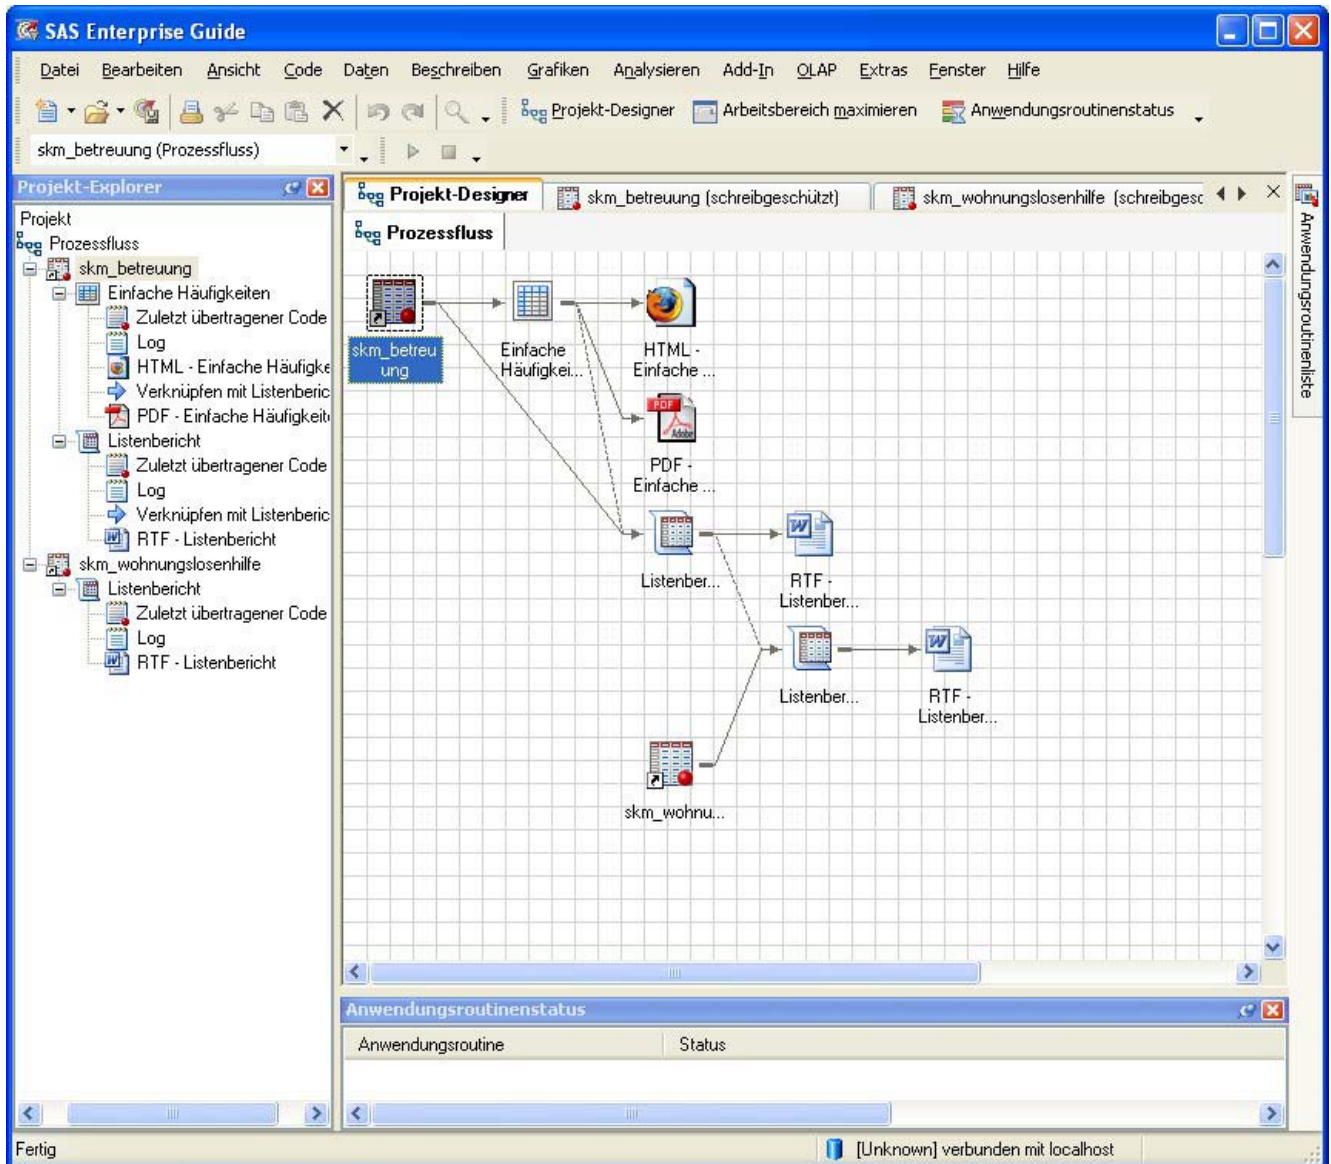 SAS Enterprise Guide
Datei Bearbeiten Ansicht Code Daten Beschreiben Grafiken Analysieren Add-In OLAP Extras Fenster Hilfe
Projekt-Designer Arbeitsbereich maximieren Anwendungsroutinenstatus
skm_betreuung (Prozessfluss)
Projekt-Explorer
Projekt
Prozessfluss
skm_betreuung
Einfache Häufigkeiten
Zuletzt übertragener Code
Log
HTML - Einfache Häufigke
Verknüpfen mit Listenberic
PDF - Einfache Häufigkeit
Listenbericht
Zuletzt übertragener Code
Log
Verknüpfen mit Listenberic
RTF - Listenbericht
skm_wohnungslosenhilfe
Listenbericht
Zuletzt übertragener Code
Log
RTF - Listenbericht
Projekt-Designer skm_betreuung (schreibgeschützt) skm_wohnungslosenhilfe (schreibgesc
Prozessfluss
skm_betreu
ung
Einfache
Häufigkei...
HTML -
Einfache ...
PDF
Adobe
PDF -
Einfache ...
Listenber...
RTF -
Listenber...
Listenber...
RTF -
Listenber...
skm_wohnu...
Anwendungsroutinenliste
Anwendungsroutinenstatus
Anwendungsroutine Status
Fertig [Unknown] verbunden mit localhost